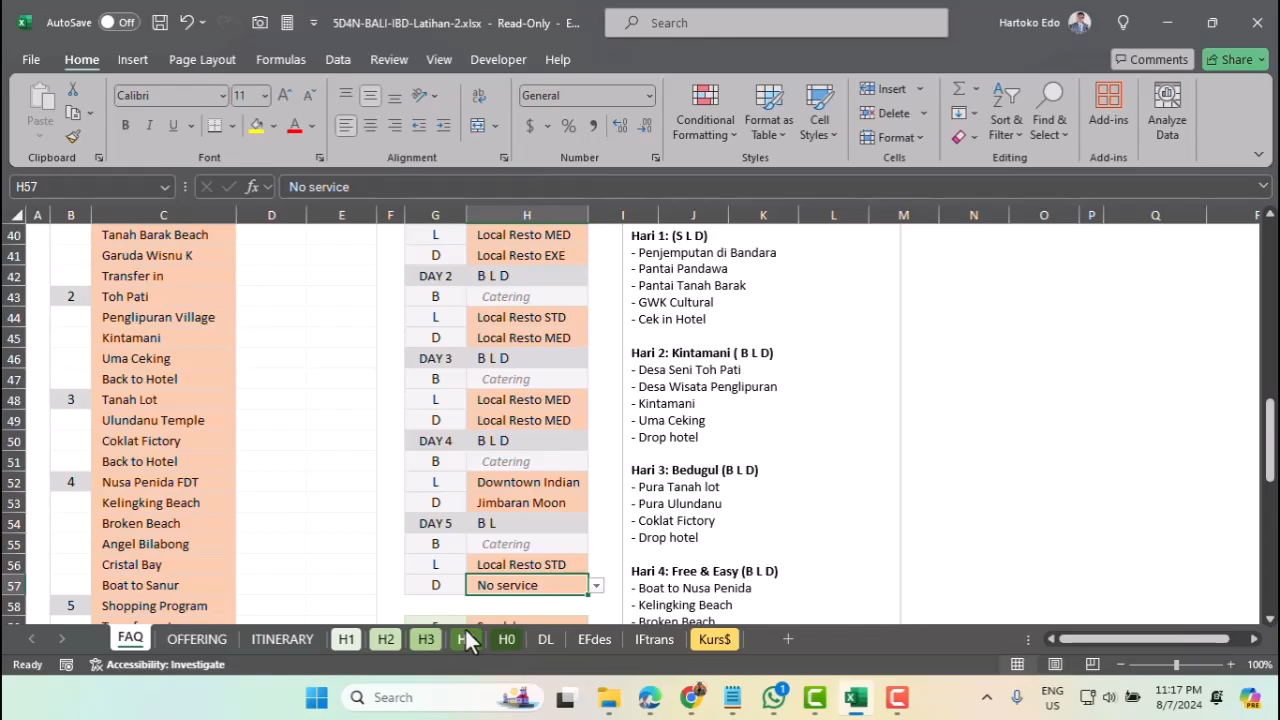 AutoSave Off 5D4N-BALI-IBD-Latihan-2.xlsx - Read-Only - E... Search Hartoko Edo
File Home Insert Page Layout Formulas Data Review View Developer Help Comments Share
Paste Calibri 11 General Conditional Formatting Format as Table Cell Styles Insert Delete Format Sort & Filter Find & Select Add-ins Analyze Data
Clipboard Font Alignment Number Styles Cells Editing Add-ins
H57 fx No service
A B C D E F G H I J K L M N O P Q
40 Tanah Barak Beach L Local Resto MED Hari 1: (S L D)
41 Garuda Wisnu K D Local Resto EXE - Penjemputan di Bandara
42 Transfer in DAY 2 B L D - Pantai Pandawa
- Pantai Tanah Barak
43 2 Toh Pati B Catering - GWK Cultural
44 Penglipuran Village L Local Resto STD - Cek in Hotel
45 Kintamani D Local Resto MED
46 Uma Ceking DAY 3 B L D Hari 2: Kintamani ( B L D)
- Desa Seni Toh Pati
47 Back to Hotel B Catering - Desa Wisata Penglipuran
48 3 Tanah Lot L Local Resto MED - Kintamani
49 Ulundanu Temple D Local Resto MED - Uma Ceking
50 Coklat Fictory DAY 4 B L D - Drop hotel
51 Back to Hotel B Catering Hari 3: Bedugul (B L D)
52 4 Nusa Penida FDT L Downtown Indian - Pura Tanah lot
53 Kelingking Beach D Jimbaran Moon - Pura Ulundanu
54 Broken Beach DAY 5 B L - Coklat Fictory
55 Angel Bilabong B Catering - Drop hotel
56 Cristal Bay L Local Resto STD Hari 4: Free & Easy (B L D)
57 Boat to Sanur D No service - Boat to Nusa Penida
58 5 Shopping Program - Kelingking Beach
- Broken Beach
FAQ OFFERING ITINERARY H1 H2 H3 H0 DL EFdes IFtrans Kurs$
Ready Accessibility: Investigate 100%
Search 1 ENG US 11:17 PM 8/7/2024 PRE